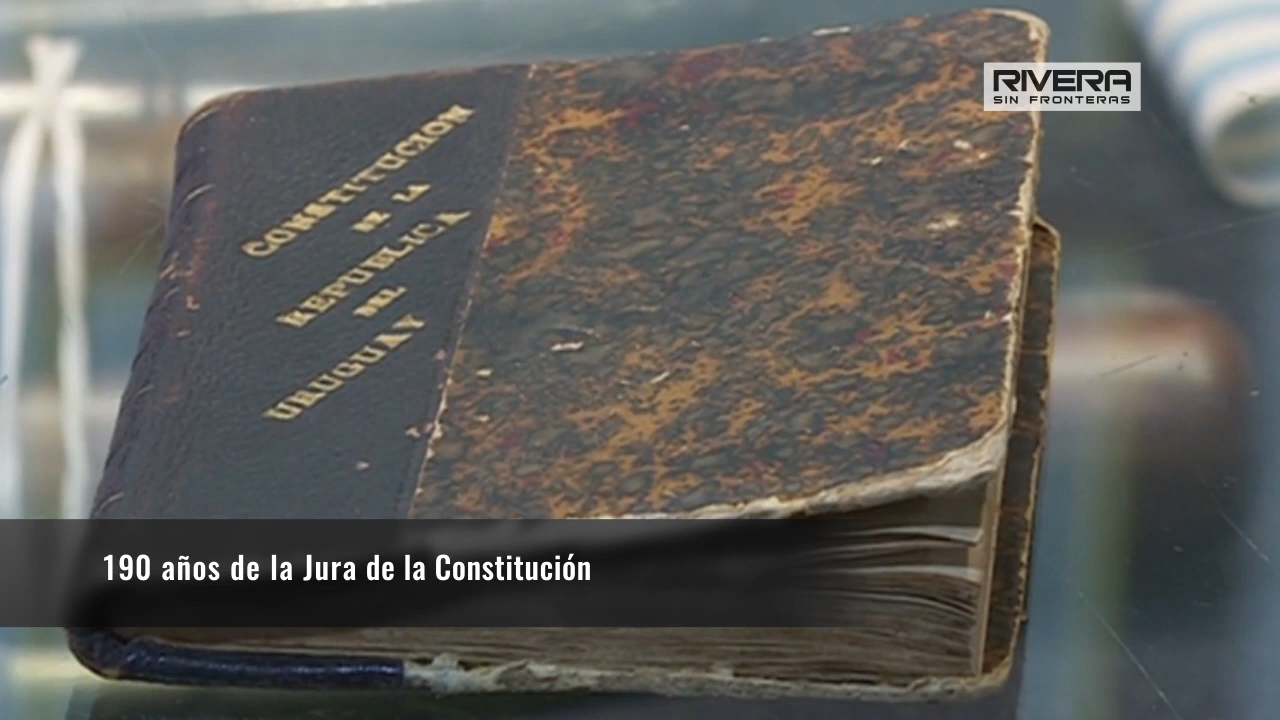 RIVERA
SIN FRONTERAS
CONSTITUCION
DE LA
REPUBLICA
DEL
URUGUAY
190 años de la Jura de la Constitución